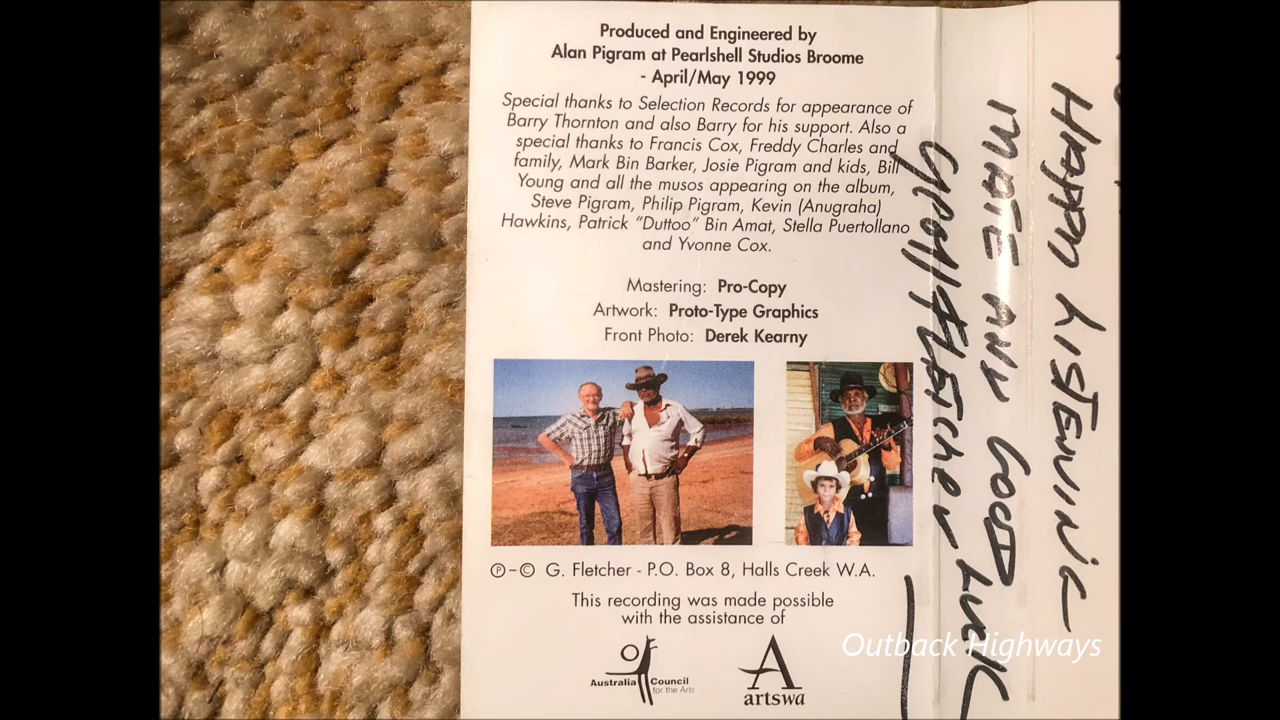 Produced and Engineered by
Alan Pigram at Pearlshell Studios Broome
- April/May 1999
Special thanks to Selection Records for appearance of
Barry Thornton and also Barry for his support. Also a
special thanks to Francis Cox, Freddy Charles and
family, Mark Bin Barker, Josie Pigram and kids, Bill
Young and all the musos appearing on the album,
Steve Pigram, Philip Pigram, Kevin (Anugraha)
Hawkins, Patrick “Duttoo” Bin Amat, Stella Puertollano
and Yvonne Cox.
Mastering: Pro-Copy
Artwork: Proto-Type Graphics
Front Photo: Derek Kearny
Ⓟ–© G. Fletcher - P.O. Box 8, Halls Creek W.A.
This recording was made possible
with the assistance of
Australia Council
for the Arts
A
artswa
HAPPY LISTENING
MATE AND GOOD
LUCK
Outback Highways